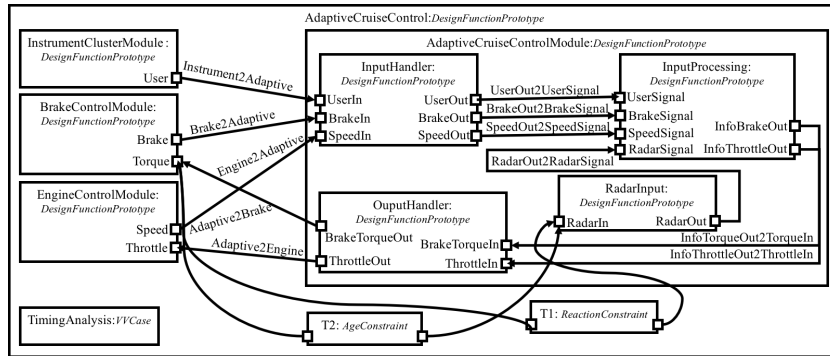 AdaptiveCruiseControl:DesignFunctionPrototype
InstrumentClusterModule :
DesignFunctionPrototype
User
BrakeControlModule:
DesignFunctionPrototype
Brake
Torque
EngineControlModule:
DesignFunctionPrototype
Speed
Throttle
TimingAnalysis:VVCase
Instrument2Adaptive
Brake2Adaptive
Engine2Adaptive
Adaptive2Brake
Adaptive2Engine
AdaptiveCruiseControlModule:DesignFunctionPrototype
InputHandler:
DesignFunctionPrototype
UserIn
BrakeIn
SpeedIn
UserOut
BrakeOut
SpeedOut
UserOut2UserSignal
BrakeOut2BrakeSignal
SpeedOut2SpeedSignal
RadarOut2RadarSignal
InputProcessing:
DesignFunctionPrototype
UserSignal
BrakeSignal
SpeedSignal
RadarSignal
InfoBrakeOut
InfoThrottleOut
OuputHandler:
DesignFunctionPrototype
BrakeTorqueOut
ThrottleOut
BrakeTorqueIn
ThrottleIn
RadarInput:
DesignFunctionPrototype
RadarIn
RadarOut
InfoTorqueOut2TorqueIn
InfoThrottleOut2ThrottleIn
T2: AgeConstraint
T1: ReactionConstraint